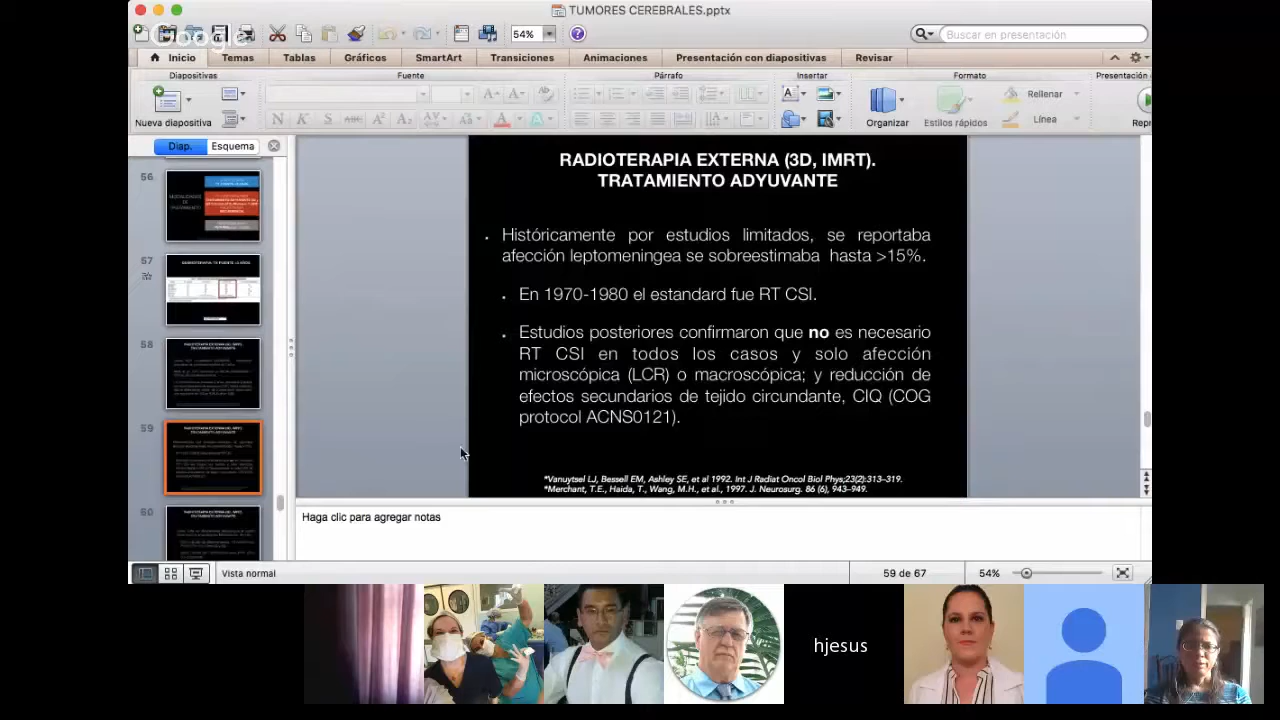 TUMORES CEREBRALES.pptx
Google
54%
Buscar en presentación
Inicio Temas Tablas Gráficos SmartArt Transiciones Animaciones Presentación con diapositivas Revisar
Diapositivas Fuente Párrafo Insertar Formato Presentación
Nueva diapositiva
Organizar Estilos rápidos
Rellenar
Línea
Repr
Diap. Esquema
56
57
58
59
60
RADIOTERAPIA EXTERNA (3D, IMRT).
TRATAMIENTO ADYUVANTE
Históricamente por estudios limitados, se reportaba
afección leptomeningea se sobreestimaba hasta >15%.
En 1970-1980 el estandard fue RT CSI.
Estudios posteriores confirmaron que no es necesario
RT CSI en todos los casos y solo afección
(LCR) o macroscópica; y reducción de
efectos secundarios de tejido circundante, CIQ (COG
protocol ACNS0121).
*Vanuytsel LJ, Bessell EM, Ashley SE, et al 1992. Int J Radiat Oncol Biol Phys;23(2):313–319.
*Merchant, T.E., Haida, T., Wang, M.H., et al., 1997. J. Neurosurg. 86 (6), 943–949.
Haga clic para agregar notas
Vista normal
59 de 67
54%
hjesus